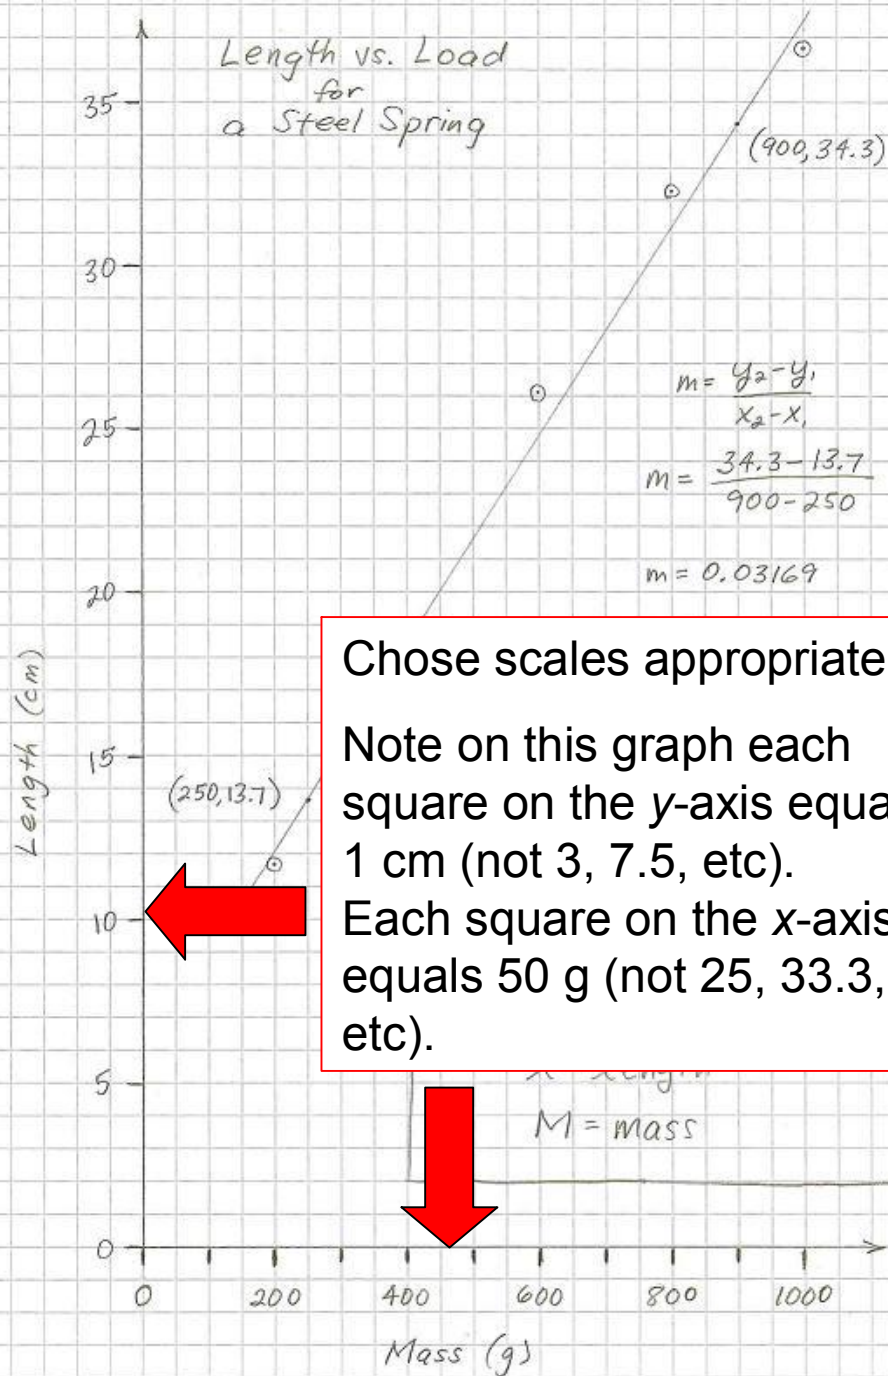 Length vs. Load
for
a Steel Spring
35
(900, 34.3)
30
m = y₂-y₁
x₂-x₁
25
m = 34.3-13.7
900-250
m = 0.03169
20
Chose scales appropriate
Note on this graph each
square on the y-axis equa
1 cm (not 3, 7.5, etc).
Each square on the x-axis
equals 50 g (not 25, 33.3,
etc).
Length (cm)
15
(250, 13.7)
10
5
M = mass
0
0 200 400 600 800 1000
Mass (g)